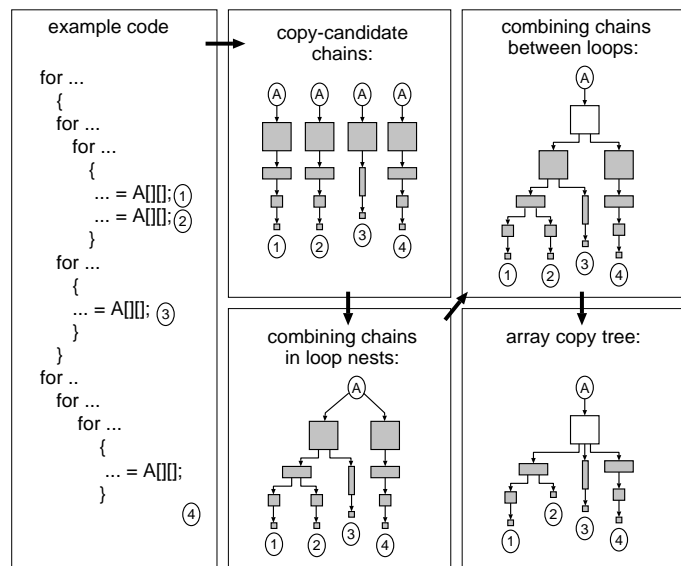 example code
for ...
{
for ...
for ...
{
... = A[][]; 1
... = A[][]; 2
}
for ...
{
... = A[][]; 3
}
}
for ..
for ...
for ...
{
... = A[][];
}
4
copy-candidate
chains:
A A A A
1 2 3 4
combining chains
in loop nests:
A
1 2 3 4
combining chains
between loops:
A
1 2 3 4
array copy tree:
A
1 2 3 4